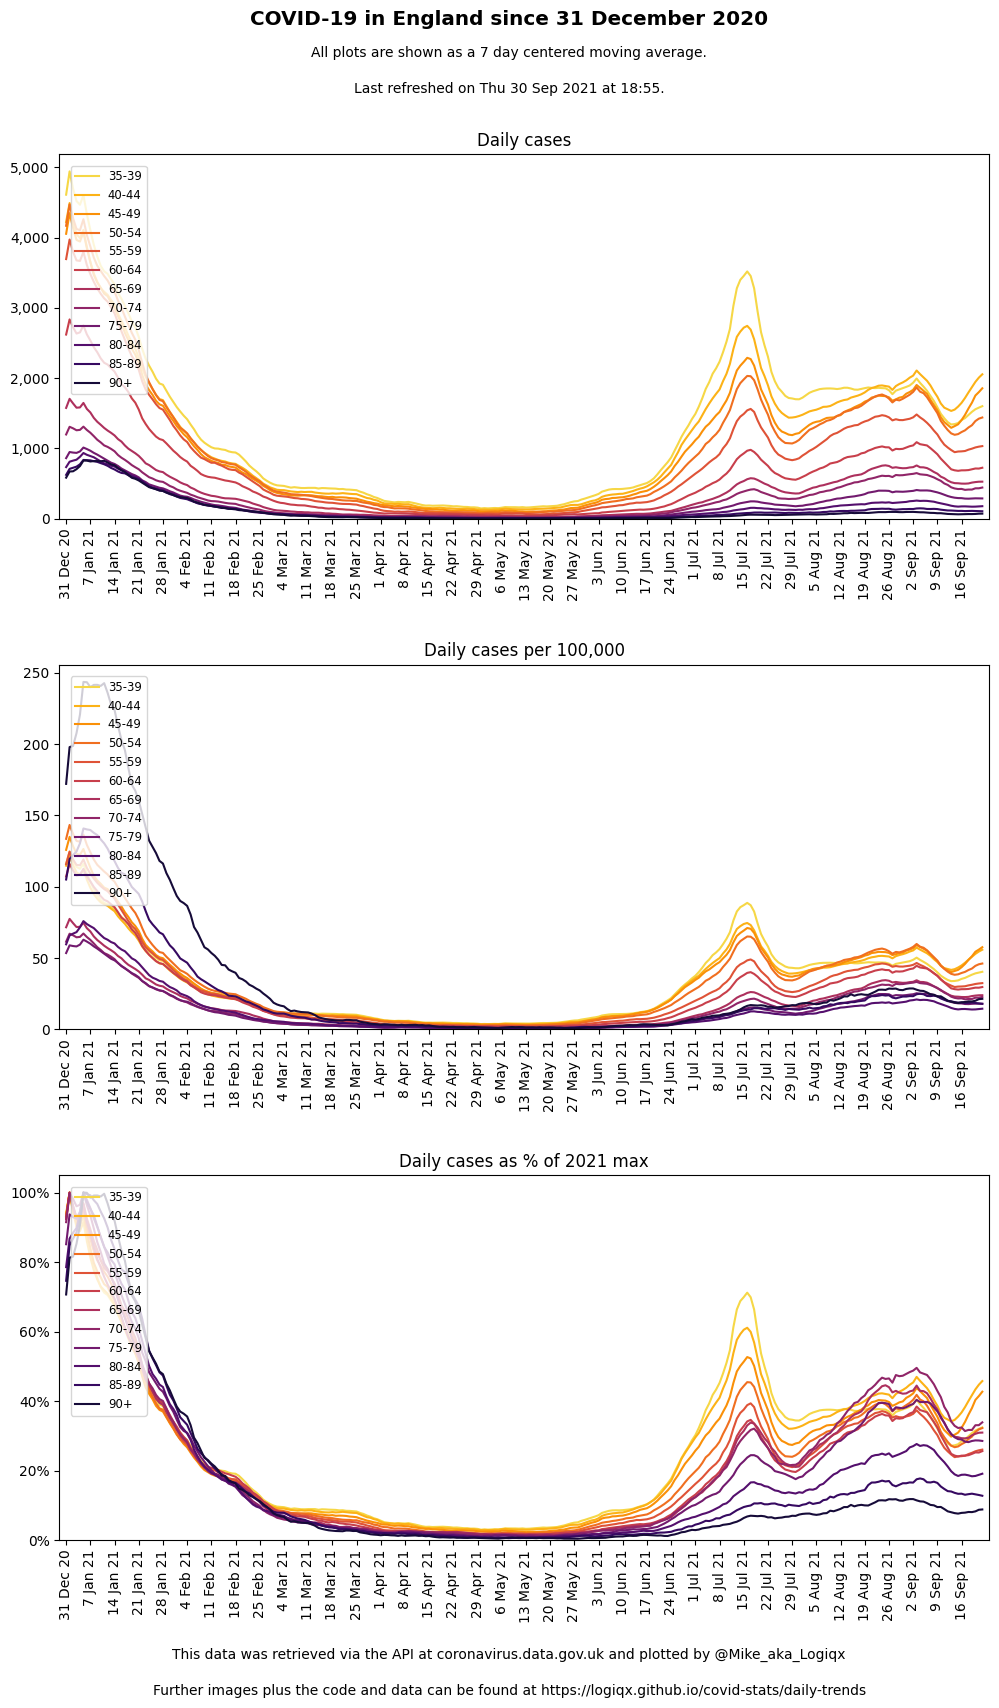 COVID-19 in England since 31 December 2020
All plots are shown as a 7 day centered moving average.
Last refreshed on Thu 30 Sep 2021 at 18:55.
Daily cases
5,000
4,000
3,000
2,000
1,000
0
35-39
40-44
45-49
50-54
55-59
60-64
65-69
70-74
75-79
80-84
85-89
90+
31 Dec 20
7 Jan 21
14 Jan 21
21 Jan 21
28 Jan 21
4 Feb 21
11 Feb 21
18 Feb 21
25 Feb 21
4 Mar 21
11 Mar 21
18 Mar 21
25 Mar 21
1 Apr 21
8 Apr 21
15 Apr 21
22 Apr 21
29 Apr 21
6 May 21
13 May 21
20 May 21
27 May 21
3 Jun 21
10 Jun 21
17 Jun 21
24 Jun 21
1 Jul 21
8 Jul 21
15 Jul 21
22 Jul 21
29 Jul 21
5 Aug 21
12 Aug 21
19 Aug 21
26 Aug 21
2 Sep 21
9 Sep 21
16 Sep 21
Daily cases per 100,000
250
200
150
100
50
0
35-39
40-44
45-49
50-54
55-59
60-64
65-69
70-74
75-79
80-84
85-89
90+
31 Dec 20
7 Jan 21
14 Jan 21
21 Jan 21
28 Jan 21
4 Feb 21
11 Feb 21
18 Feb 21
25 Feb 21
4 Mar 21
11 Mar 21
18 Mar 21
25 Mar 21
1 Apr 21
8 Apr 21
15 Apr 21
22 Apr 21
29 Apr 21
6 May 21
13 May 21
20 May 21
27 May 21
3 Jun 21
10 Jun 21
17 Jun 21
24 Jun 21
1 Jul 21
8 Jul 21
15 Jul 21
22 Jul 21
29 Jul 21
5 Aug 21
12 Aug 21
19 Aug 21
26 Aug 21
2 Sep 21
9 Sep 21
16 Sep 21
Daily cases as % of 2021 max
100%
80%
60%
40%
20%
0%
35-39
40-44
45-49
50-54
55-59
60-64
65-69
70-74
75-79
80-84
85-89
90+
31 Dec 20
7 Jan 21
14 Jan 21
21 Jan 21
28 Jan 21
4 Feb 21
11 Feb 21
18 Feb 21
25 Feb 21
4 Mar 21
11 Mar 21
18 Mar 21
25 Mar 21
1 Apr 21
8 Apr 21
15 Apr 21
22 Apr 21
29 Apr 21
6 May 21
13 May 21
20 May 21
27 May 21
3 Jun 21
10 Jun 21
17 Jun 21
24 Jun 21
1 Jul 21
8 Jul 21
15 Jul 21
22 Jul 21
29 Jul 21
5 Aug 21
12 Aug 21
19 Aug 21
26 Aug 21
2 Sep 21
9 Sep 21
16 Sep 21
This data was retrieved via the API at coronavirus.data.gov.uk and plotted by @Mike_aka_Logiqx
Further images plus the code and data can be found at https://logiqx.github.io/covid-stats/daily-trends